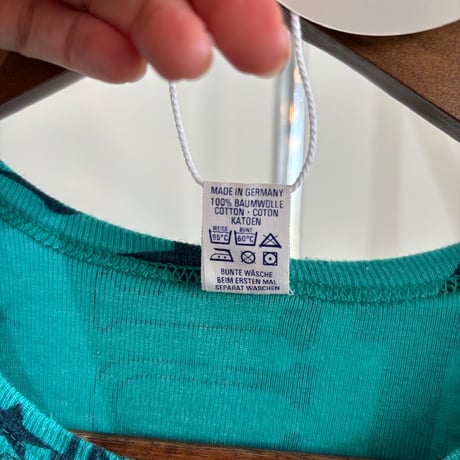 MADE IN GERMANY
100% BAUMWOLLE
COTTON - COTON
KATOEN
WEISS BUNT
95°C 60°C
BUNTE WÄSCHE
BEIM ERSTEN MAL
SEPARAT WASCHEN